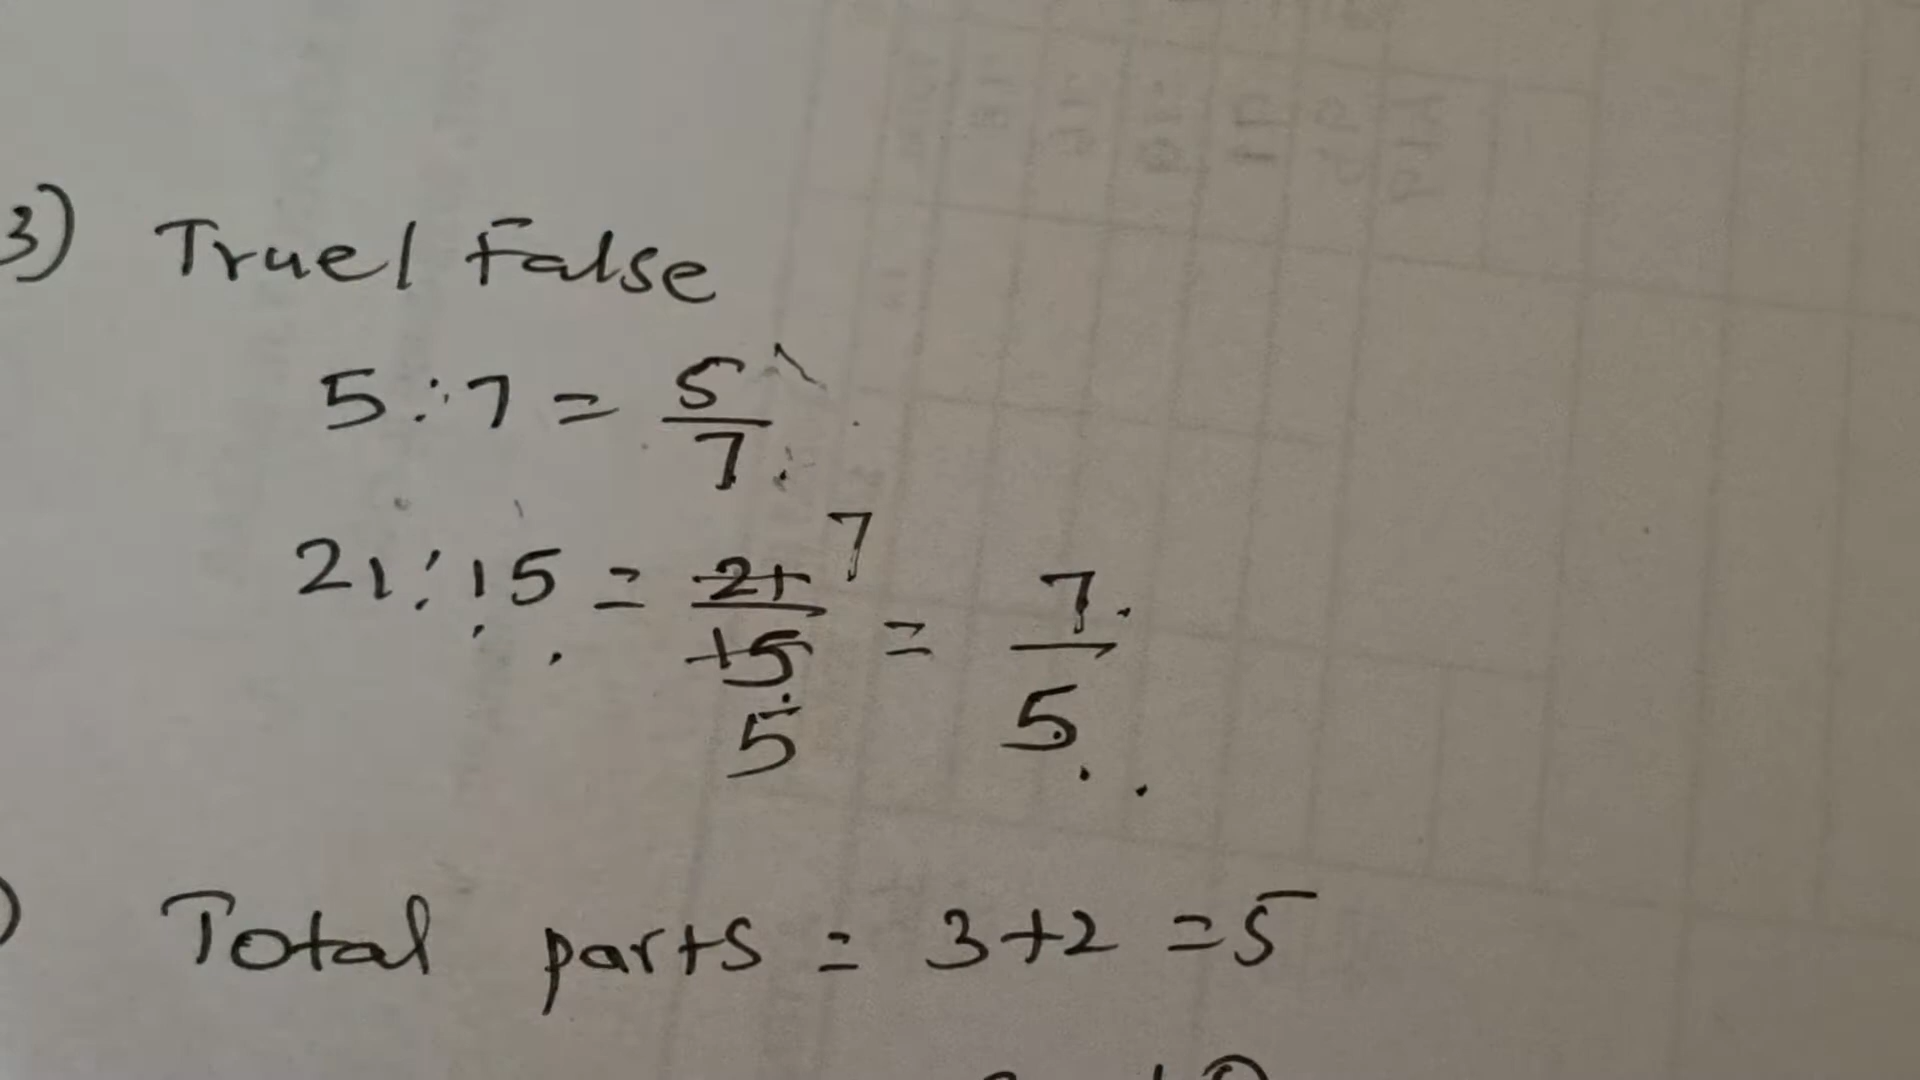 3) True/False
5:7 = 5/7
21:15 = 21/15 7 5 = 7/5
) Total parts = 3+2 = 5